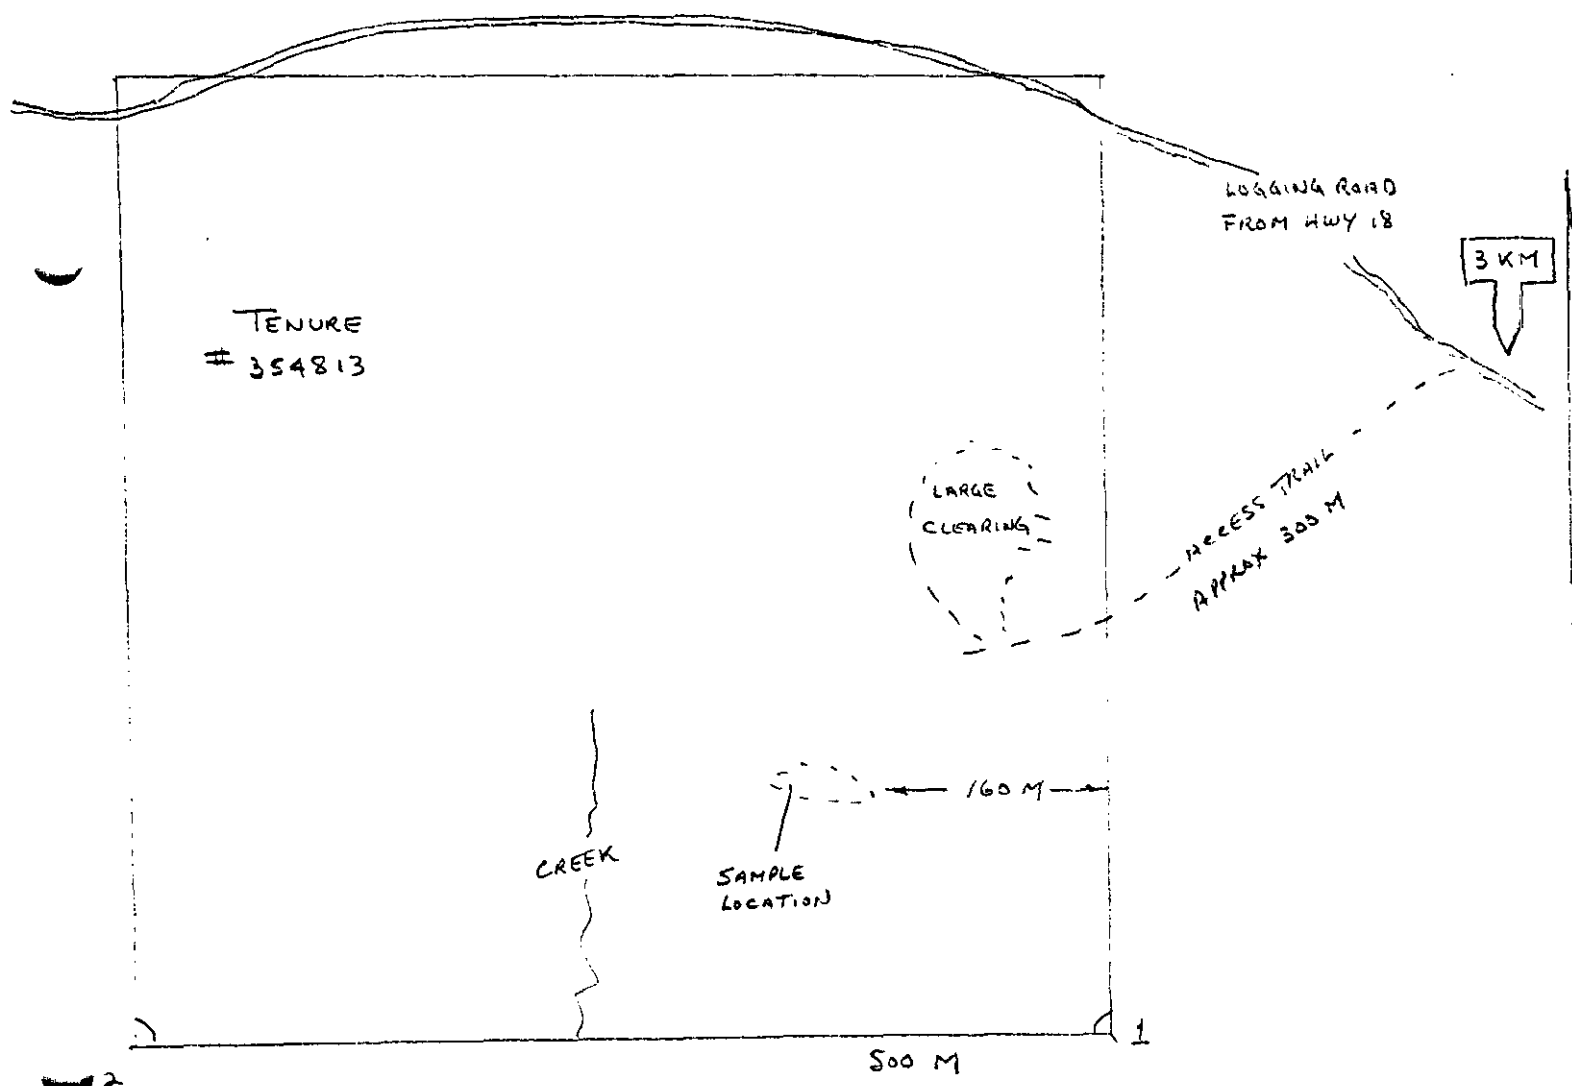 LOGGING ROAD
FROM HWY 18
3 KM
TENURE
# 354813
LARGE
CLEARING
ACCESS TRAIL
APPROX 300 M
160 M
CREEK
SAMPLE
LOCATION
1
500 M
2